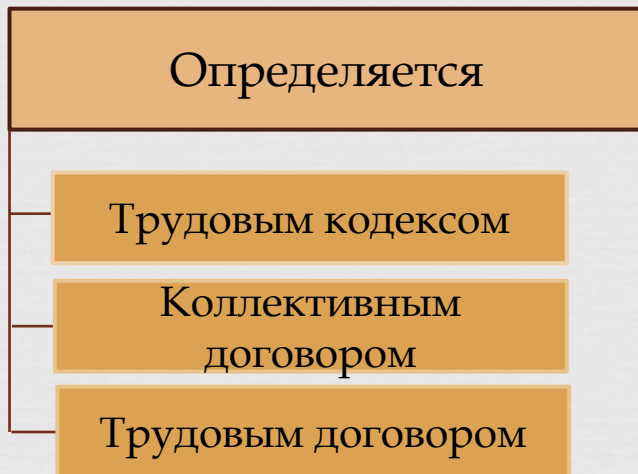 Определяется
Трудовым кодексом
Коллективным
договором
Трудовым договором